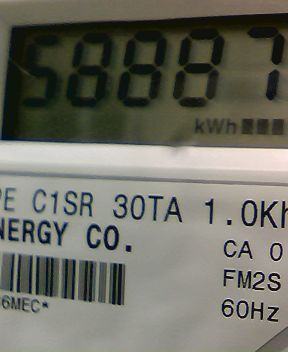 58887
kWh
PE C1SR 30TA 1.0Kh
NERGY CO.
CA 0
FM2S
6MEC*
60Hz